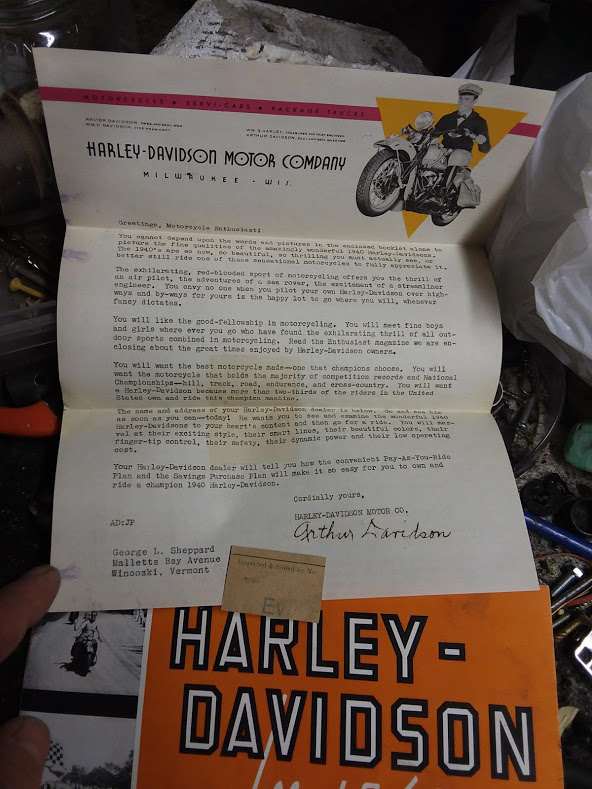 MOTORCYCLES ★ SERVI-CARS ★ PACKAGE TRUCKS
WALTER DAVIDSON,
WM. S. HARLEY, TREASURER AND CHIEF ENGINEER
ARTHUR DAVIDSON,
HARLEY-DAVIDSON MOTOR COMPANY
MILWAUKEE - WIS.
Greetings, Motorcycle Enthusiast:
You cannot depend upon the words and pictures in the enclosed booklet alone to
picture the fine qualities of the amazingly wonderful 1940 Harley-Davidsons.
The 1940's are so new, so beautiful, so thrilling you must actually see, or
better still ride one of these sensational motorcycles to fully appreciate it.
The exhilarating, red-blooded sport of motorcycling offers you the thrill of
an air pilot, the adventures of a sea rover, the excitement of a streamliner
engineer. You envy no one when you pilot your own Harley-Davidson over high-
ways and by-ways for yours is the happy lot to go where you will, whenever
fancy dictates.
You will like the good-fellowship in motorcycling. You will meet fine boys
and girls where ever you go who have found the exhilarating thrill of all out-
door sports combined in motorcycling. Read the Enthusiast magazine we are en-
closing about the great times enjoyed by Harley-Davidson owners.
You will want the best motorcycle made--one that champions choose. You will
want the motorcycle that holds the majority of competition records and National
Championships--hill, track, road, endurance, and cross-country. You will want
a Harley-Davidson because more than two-thirds of the riders in the United
States own and ride this champion machine.
The name and address of your Harley-Davidson dealer is below. Go and see him
as soon as you can--today! He wants you to see and examine the wonderful 1940
Harley-Davidsons to your heart's content and then go for a ride. You will mar-
vel at their exciting style, their smart lines, their beautiful colors, their
finger-tip control, their safety, their dynamic power and their low operating
cost.
Your Harley-Davidson dealer will tell you how the convenient Pay-As-You-Ride
Plan and the Savings Purchase Plan will make it so easy for you to own and
ride a champion 1940 Harley-Davidson.
Cordially yours,
HARLEY-DAVIDSON MOTOR CO.
Arthur Davidson
AD:JP
George L. Sheppard
Malletts Bay Avenue
Winooski, Vermont
Inspected & Folded by No.
HARLEY-
DAVIDSON